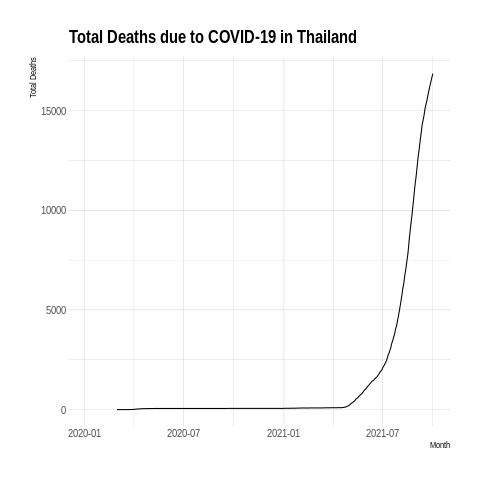 Total Deaths due to COVID-19 in Thailand
Total Deaths
15000
10000
5000
0
2020-01 2020-07 2021-01 2021-07
Month